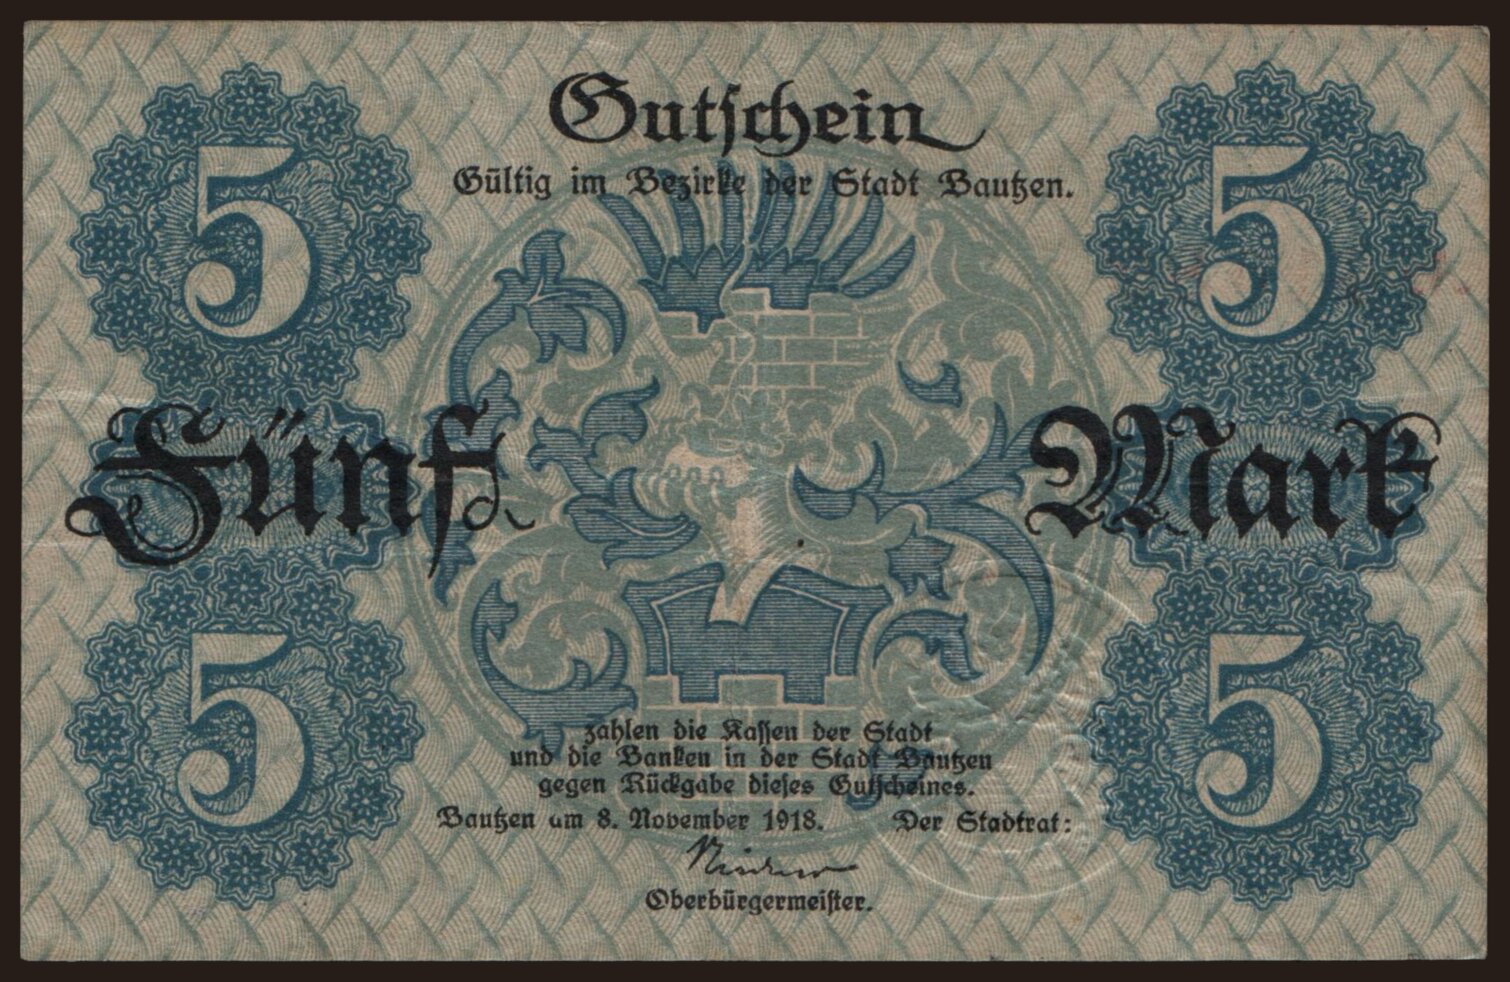 Gutschein
Gültig im Bezirke der Stadt Bautzen.
5
5
Fünf Mark
5
5
zahlen die Kassen der Stadt
und die Banken in der Stadt Bautzen
gegen Rückgabe dieses Gutscheines.
Bautzen am 8. November 1918. Der Stadtrat:
Oberbürgermeister.